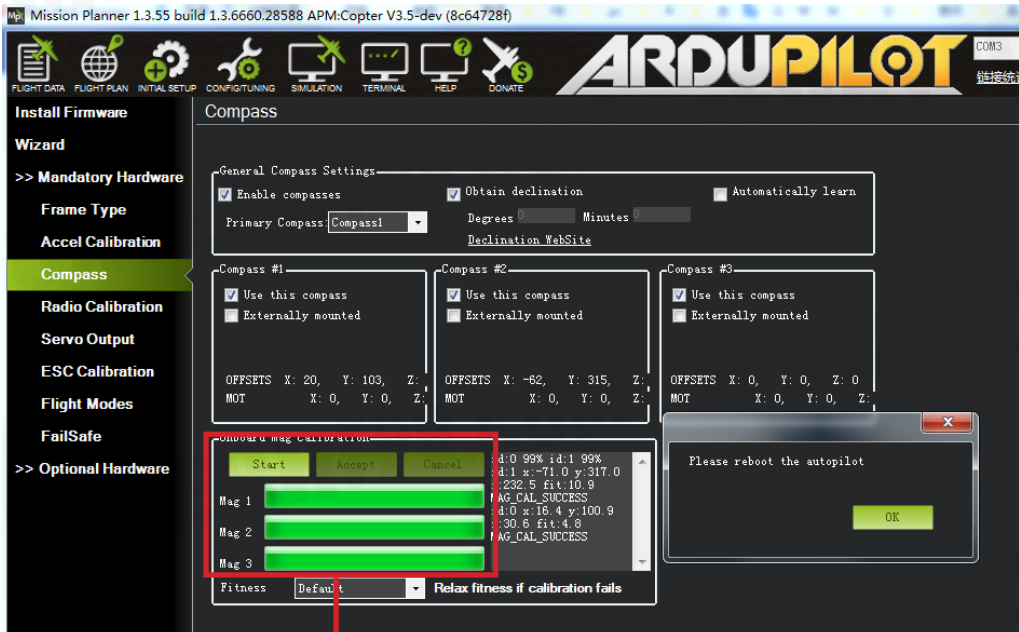 Mission Planner 1.3.55 build 1.3.6660.28588 APM:Copter V3.5-dev (8c64728f)
FLIGHT DATA FLIGHT PLAN INITIAL SETUP CONFIG/TUNING SIMULATION TERMINAL HELP DONATE
ARDUPILOT
COM3
链接统
Install Firmware
Wizard
>> Mandatory Hardware
Frame Type
Accel Calibration
Compass
Radio Calibration
Servo Output
ESC Calibration
Flight Modes
FailSafe
>> Optional Hardware
Compass
General Compass Settings
Enable compasses
Obtain declination
Automatically learn
Primary Compass: Compass1
Degrees 0 Minutes 0
Declination WebSite
Compass #1
Use this compass
Externally mounted
OFFSETS X: 20, Y: 103, Z:
MOT X: 0, Y: 0, Z:
Compass #2
Use this compass
Externally mounted
OFFSETS X: -62, Y: 315, Z:
MOT X: 0, Y: 0, Z:
Compass #3
Use this compass
Externally mounted
OFFSETS X: 0, Y: 0, Z: 0
MOT X: 0, Y: 0, Z:
Onboard Mag Calibration
Start Accept Cancel
Mag 1
Mag 2
Mag 3
id:0 99% id:1 99%
id:1 x:-71.0 y:317.0
:232.5 fit:10.9
MAG_CAL_SUCCESS
id:0 x:16.4 y:100.9
:30.6 fit:4.8
MAG_CAL_SUCCESS
Fitness Default Relax fitness if calibration fails
Please reboot the autopilot
OK